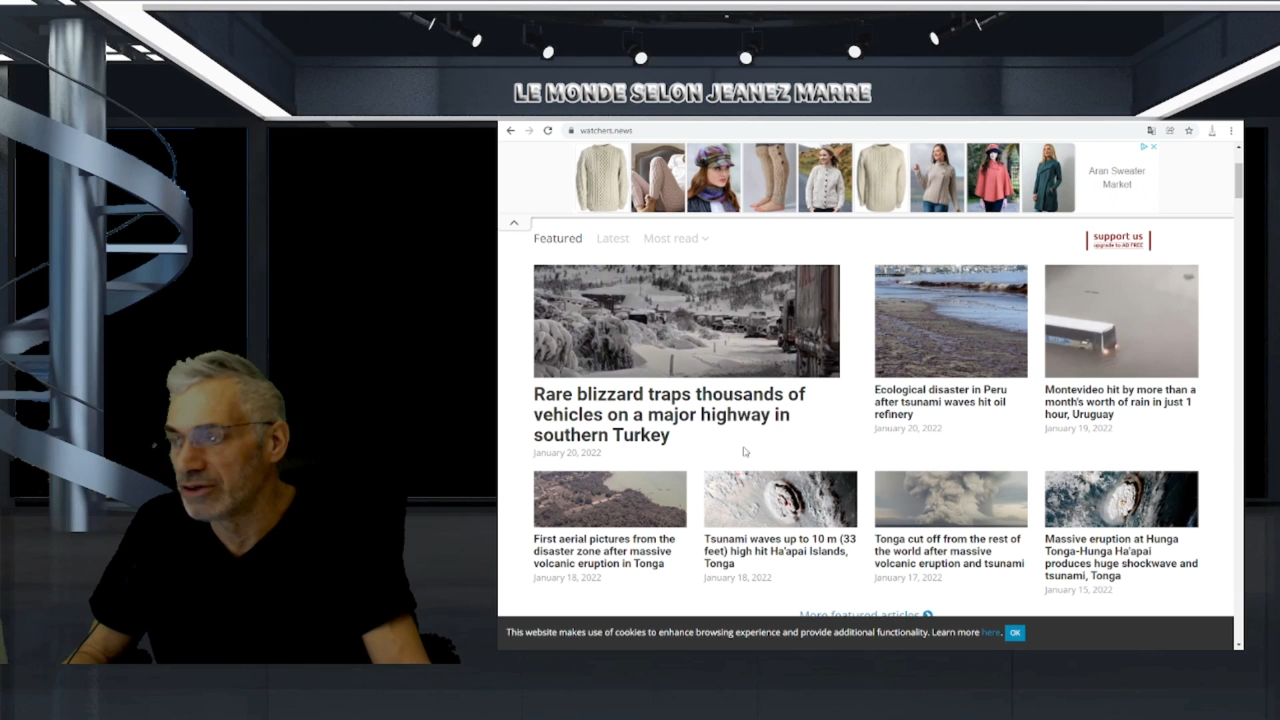 LE MONDE SELON JEANEZ MARRE
watchers.news
Aran Sweater
Market
Featured
Latest
Most read
support us
upgrade to AD FREE
Rare blizzard traps thousands of
vehicles on a major highway in
southern Turkey
January 20, 2022
Ecological disaster in Peru
after tsunami waves hit oil
refinery
January 20, 2022
Montevideo hit by more than a
month's worth of rain in just 1
hour, Uruguay
January 19, 2022
First aerial pictures from the
disaster zone after massive
volcanic eruption in Tonga
January 18, 2022
Tsunami waves up to 10 m (33
feet) high hit Ha'apai Islands,
Tonga
January 18, 2022
Tonga cut off from the rest of
the world after massive
volcanic eruption and tsunami
January 17, 2022
Massive eruption at Hunga
Tonga-Hunga Ha'apai
produces huge shockwave and
tsunami, Tonga
January 15, 2022
More featured articles
This website makes use of cookies to enhance browsing experience and provide additional functionality. Learn more here. OK